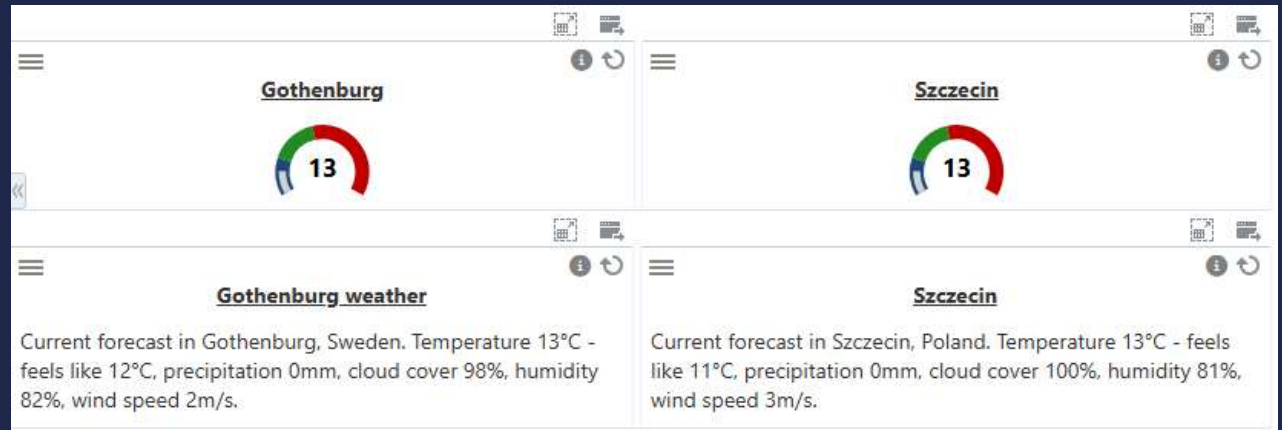 Gothenburg
13
Szczecin
13
Gothenburg weather
Current forecast in Gothenburg, Sweden. Temperature 13°C -
feels like 12°C, precipitation 0mm, cloud cover 98%, humidity
82%, wind speed 2m/s.
Szczecin
Current forecast in Szczecin, Poland. Temperature 13°C - feels
like 11°C, precipitation 0mm, cloud cover 100%, humidity 81%,
wind speed 3m/s.